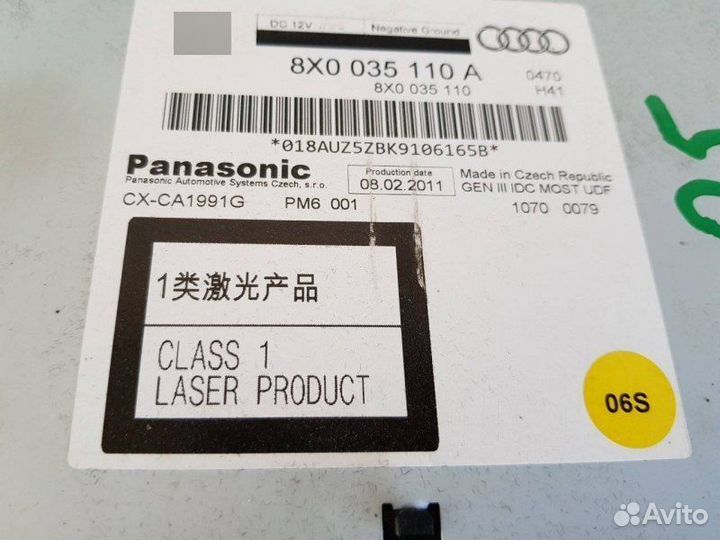 DC 12V
Negative Ground
8X0 035 110 A
0470
8X0 035 110
H41
*018AUZ5ZBK9106165B*
Panasonic
Panasonic Automotive Systems Czech, s.r.o.
Production date
08.02.2011
Made in Czech Republic
GEN III IDC MOST UDF
CX-CA1991G
PM6 001
1070 0079
1类激光产品
CLASS 1
LASER PRODUCT
06S
Avito